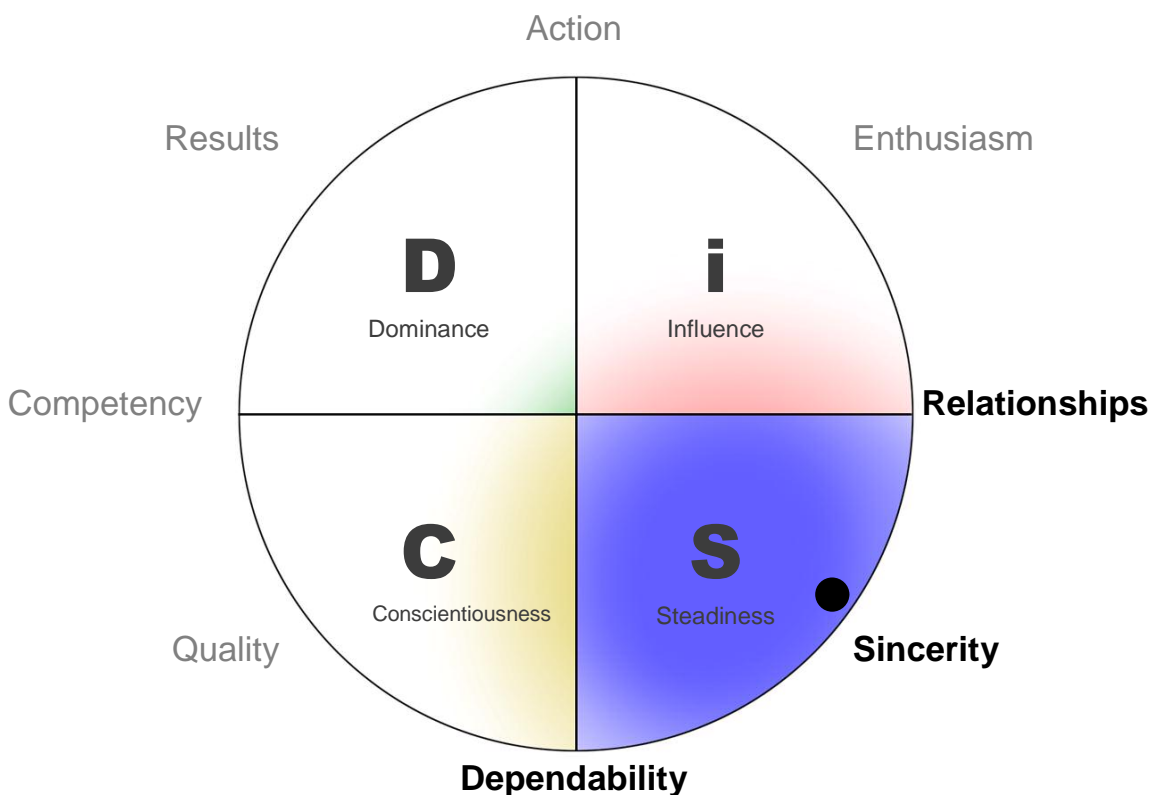 Action
Results
Enthusiasm
D
i
Dominance
Influence
Competency
Relationships
C
S
Conscientiousness
Steadiness
Quality
Sincerity
Dependability